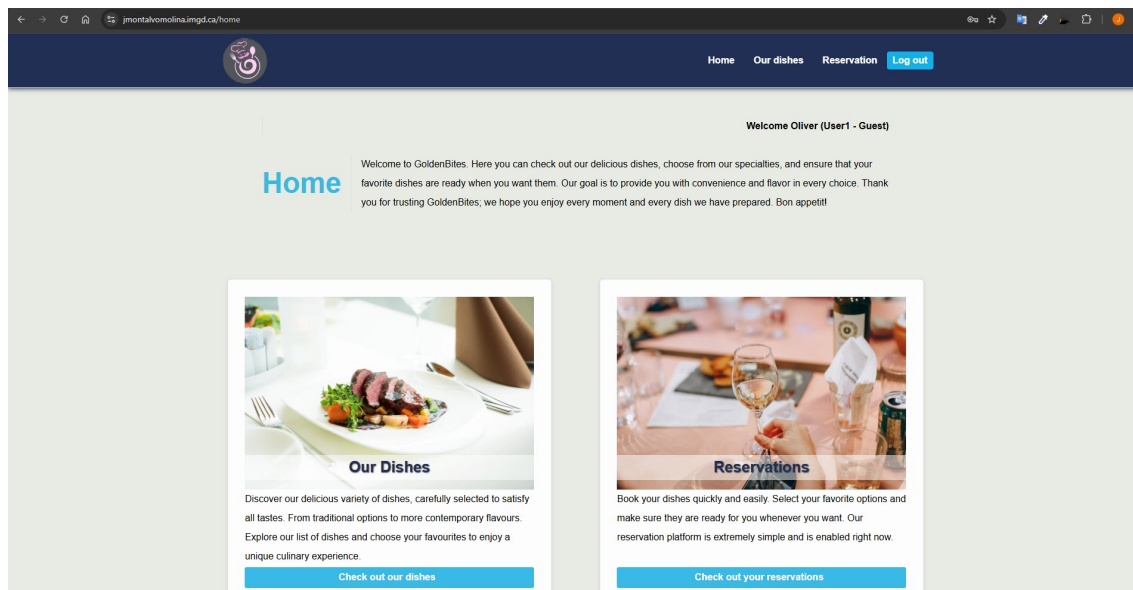 jmontalvomolina.imgd.ca/home
J
Home Our dishes Reservation Log out
Welcome Oliver (User1 - Guest)
Home
Welcome to GoldenBites. Here you can check out our delicious dishes, choose from our specialties, and ensure that your
favorite dishes are ready when you want them. Our goal is to provide you with convenience and flavor in every choice. Thank
you for trusting GoldenBites; we hope you enjoy every moment and every dish we have prepared. Bon appetit!
Our Dishes
Discover our delicious variety of dishes, carefully selected to satisfy
all tastes. From traditional options to more contemporary flavours.
Explore our list of dishes and choose your favourites to enjoy a
unique culinary experience.
Check out our dishes
Reservations
Book your dishes quickly and easily. Select your favorite options and
make sure they are ready for you whenever you want. Our
reservation platform is extremely simple and is enabled right now.
Check out your reservations